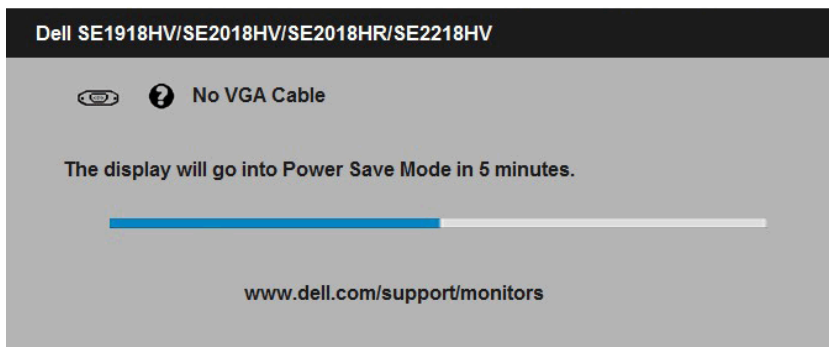 Dell SE1918HV/SE2018HV/SE2018HR/SE2218HV
? No VGA Cable
The display will go into Power Save Mode in 5 minutes.
www.dell.com/support/monitors